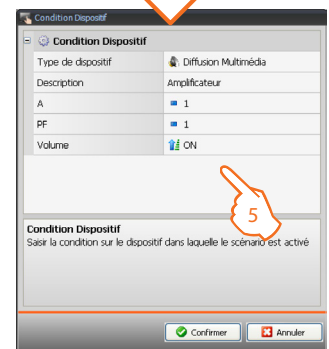 Condition Dispositif
Condition Dispositif
Type de dispositif Diffusion Multimédia
Description Amplificateur
A 1
PF 1
Volume ON
5
Condition Dispositif
Saisir la condition sur le dispositif dans laquelle le scénario est activé
Confirmer Annuler